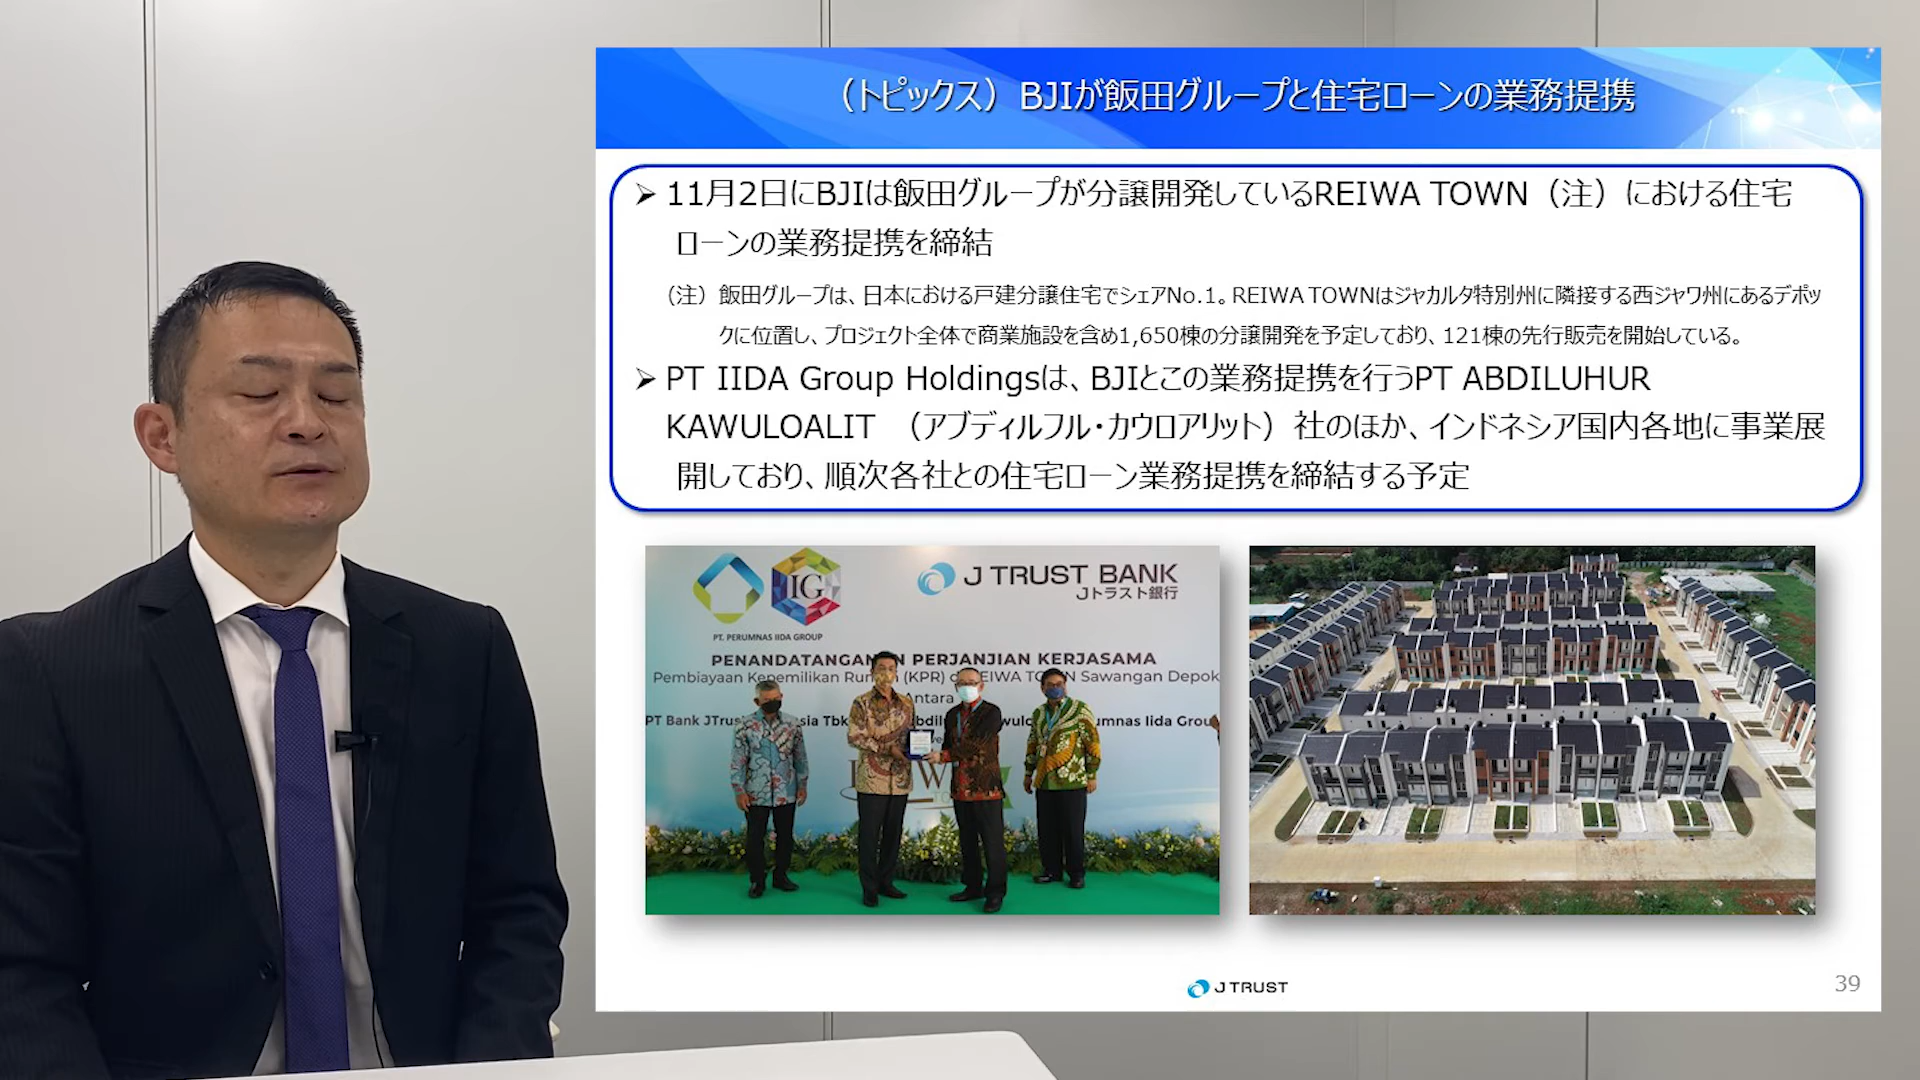 （トピックス）BJIが飯田グループと住宅ローンの業務提携
➢ 11月2日にBJIは飯田グループが分譲開発しているREIWA TOWN（注）における住宅
ローンの業務提携を締結
（注）飯田グループは、日本における戸建分譲住宅でシェアNo.1。REIWA TOWNはジャカルタ特別州に隣接する西ジャワ州にあるデポッ
クに位置し、プロジェクト全体で商業施設を含め1,650棟の分譲開発を予定しており、121棟の先行販売を開始している。
➢ PT IIDA Group Holdingsは、BJIとこの業務提携を行うPT ABDILUHUR
KAWULOALIT （アブディルフル・カウロアリット）社のほか、インドネシア国内各地に事業展
開しており、順次各社との住宅ローン業務提携を締結する予定
IG
PT. PERUMNAS IIDA GROUP
J TRUST BANK
Jトラスト銀行
PENANDATANGANAN PERJANJIAN KERJASAMA
Pembiayaan Kepemilikan (KPR) TOWN Sawangan Depok
Antara
PT Bank Tbk Iida
J TRUST
39